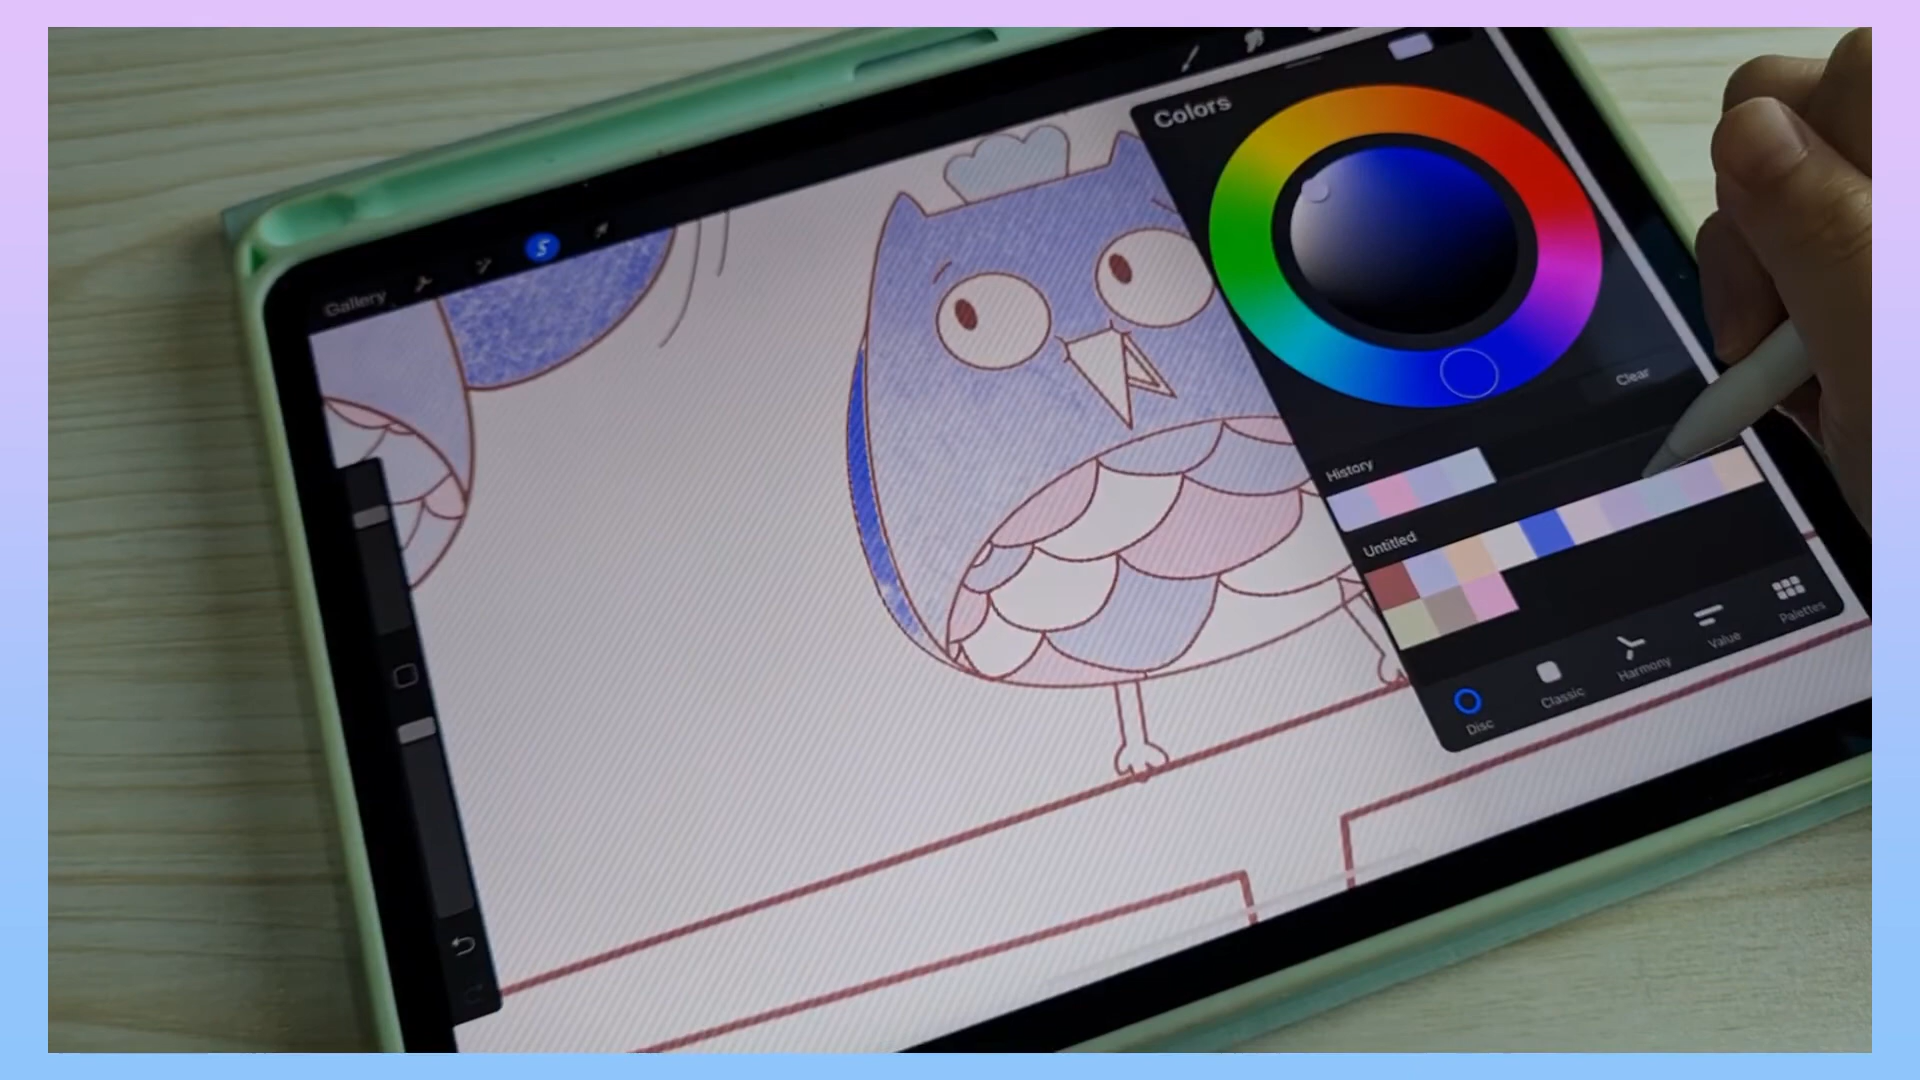 Gallery
Colors
Clear
History
Untitled
Disc
Classic
Harmony
Value
Palettes